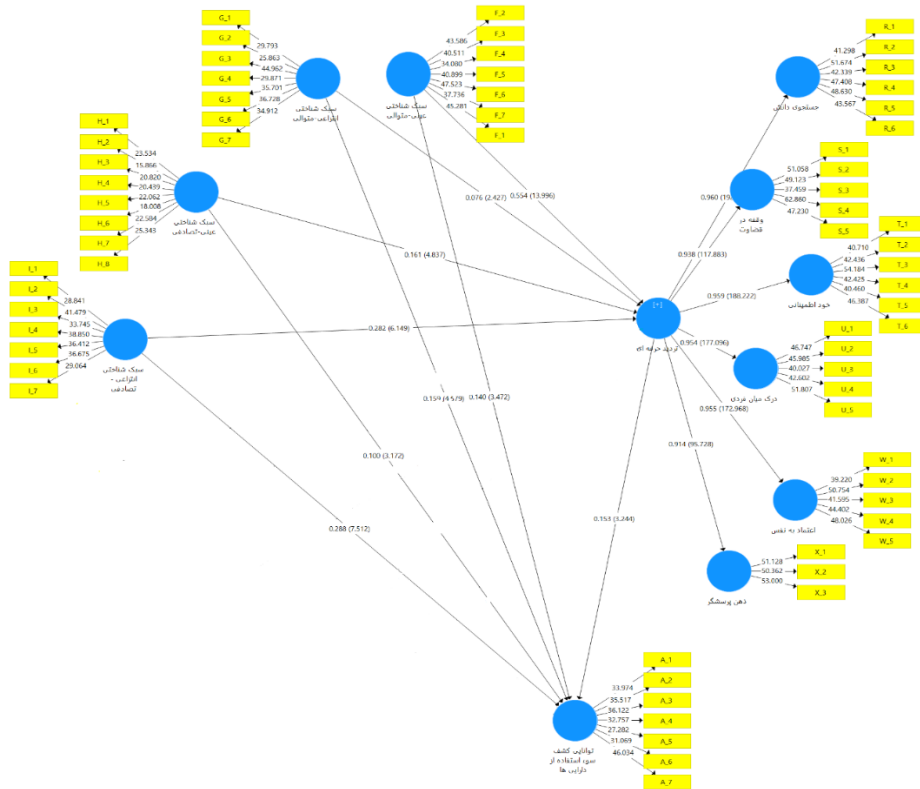 G_1
G_2
G_3
G_4
G_5
G_6
G_7
29.793
25.863
44.962
29.871
35.701
36.728
34.912
سبک شناختی
انتزاعی-متوالی
F_2
F_3
F_4
F_5
F_6
F_7
F_1
43.586
40.511
34.080
40.899
47.523
37.736
45.281
سبک شناختی
عینی-متوالی
R_1
R_2
R_3
R_4
R_5
R_6
41.298
51.674
42.339
47.408
48.630
43.567
جستجوی دانش
H_1
H_2
H_3
H_4
H_5
H_6
H_7
H_8
23.534
15.866
20.820
20.439
22.062
18.008
22.584
25.343
سبک شناختی
عینی-تصادفی
S_1
S_2
S_3
S_4
S_5
51.058
49.123
37.459
62.880
47.230
وقفه در
قضاوت
0.076 (2.427)
0.554 (13.996)
0.960 (19
0.938 (117.883)
0.161 (4.837)
T_1
T_2
T_3
T_4
T_5
T_6
48.710
42.436
54.184
42.425
40.460
46.387
خود اطمینانی
I_1
I_2
I_3
I_4
I_5
I_6
I_7
28.841
41.479
33.745
38.850
36.412
36.675
29.064
سبک شناختی
انتزاعی -
تصادفی
0.282 (6.149)
[+]
تردید حرفه ای
0.959 (188.222)
0.954 (177.096)
U_1
U_2
U_3
U_4
U_5
46.747
45.985
40.027
42.602
51.807
درک میان فردی
0.159 (4.579)
0.140 (3.472)
0.955 (172.968)
0.914 (95.728)
0.100 (3.172)
W_1
W_2
W_3
W_4
W_5
39.220
50.754
41.595
44.402
48.026
اعتماد به نفس
0.288 (7.512)
0.153 (3.244)
X_1
X_2
X_3
51.128
50.362
53.000
ذهن پرسشگر
A_1
A_2
A_3
A_4
A_5
A_6
A_7
33.974
35.517
36.122
32.757
27.282
31.069
46.034
توانایی کشف
سوی استفاده از
دارایی ها